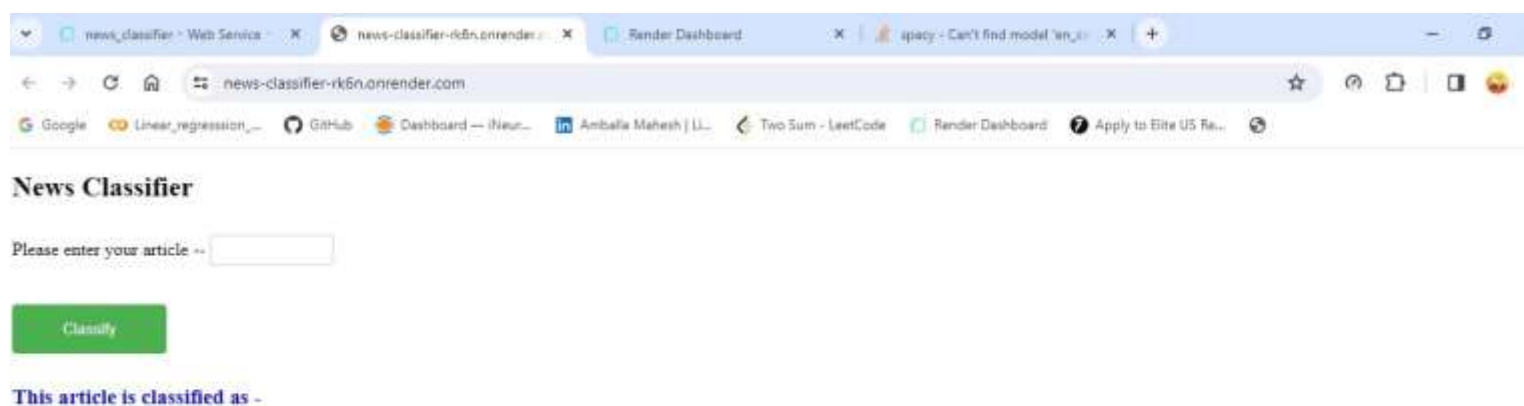 news_classifier - Web Service -
news-classifier-rk6n.onrender.c
Render Dashboard
spacy - Can't find model 'en_c
news-classifier-rk6n.onrender.com
Google
Linear_regression_...
GitHub
Dashboard — iNeur...
Amballa Mahesh | Li...
Two Sum - LeetCode
Render Dashboard
Apply to Elite US Re...
News Classifier
Please enter your article --
Classify
This article is classified as -